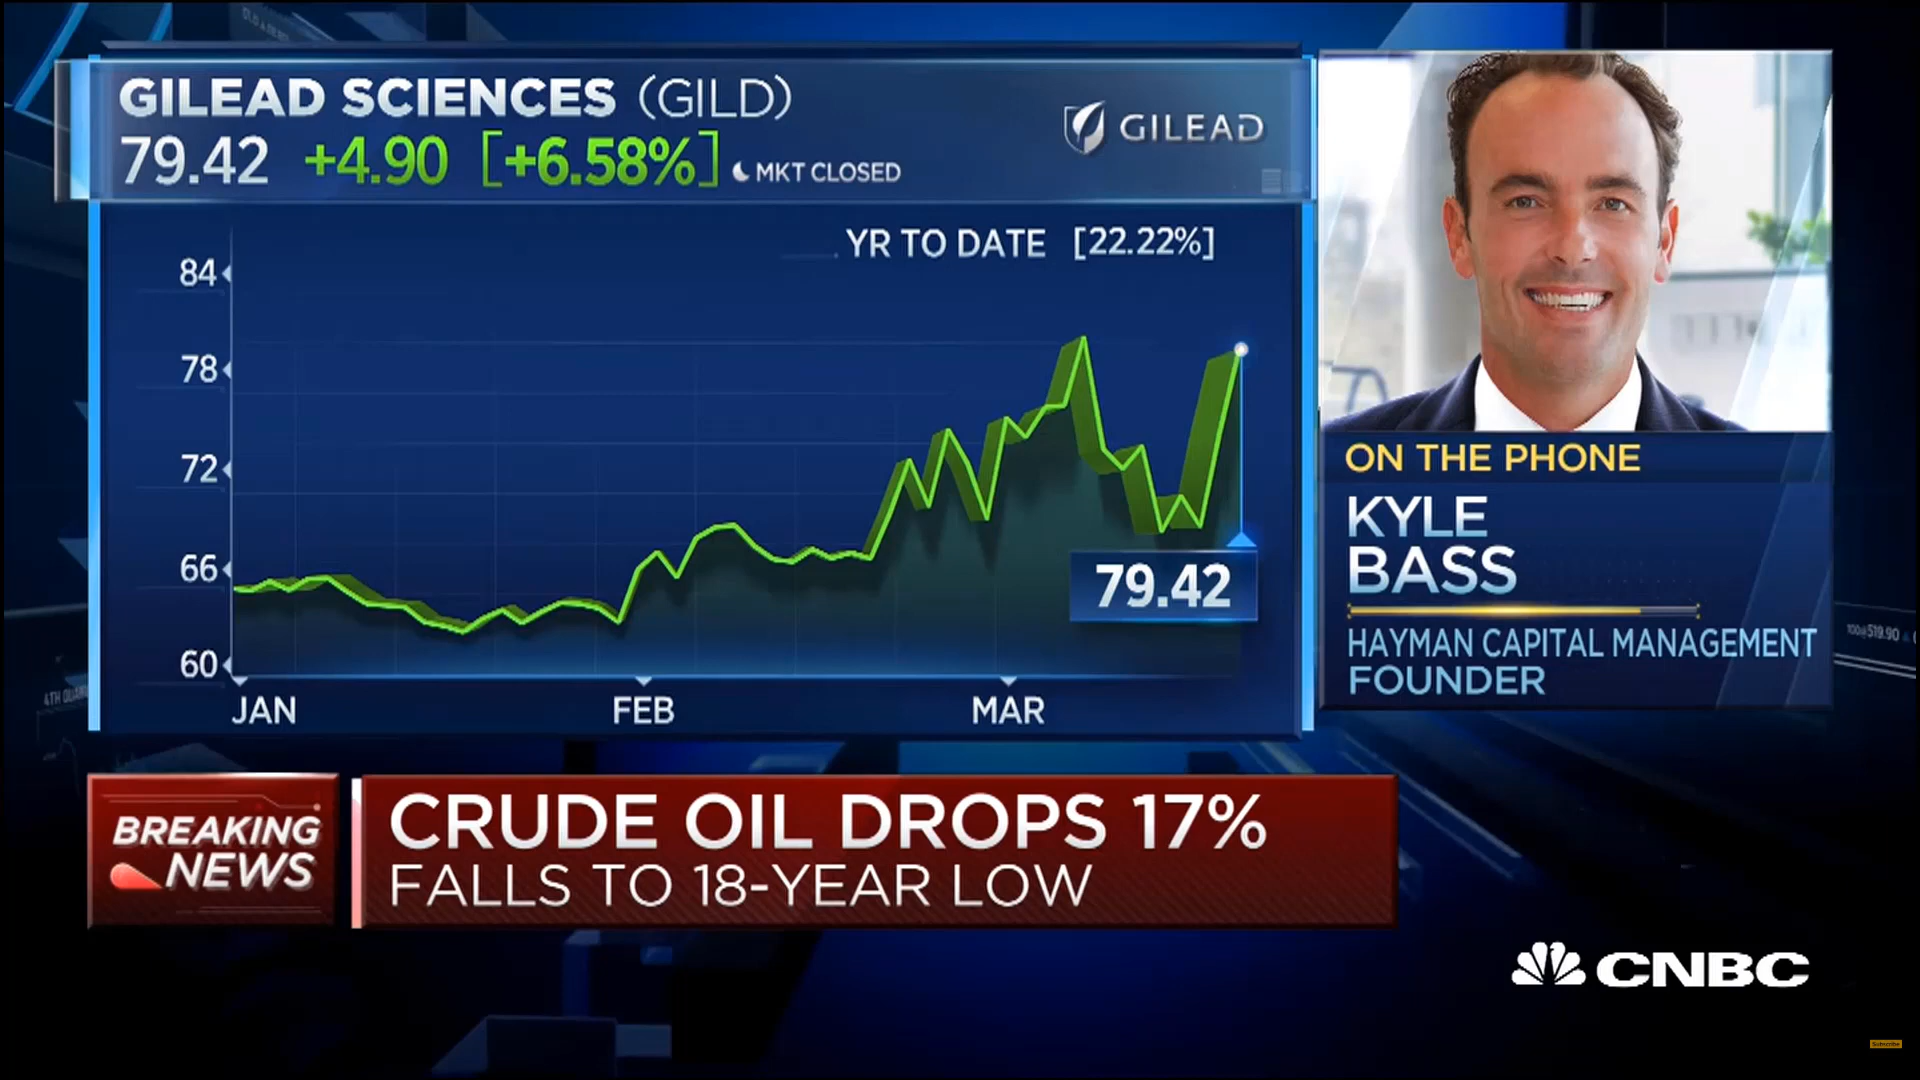 GILEAD SCIENCES (GILD)
79.42 +4.90 [+6.58%] MKT CLOSED
GILEAD
YR TO DATE [22.22%]
84
78
72
66
60
79.42
JAN FEB MAR
ON THE PHONE
KYLE
BASS
HAYMAN CAPITAL MANAGEMENT
FOUNDER
BREAKING
NEWS
CRUDE OIL DROPS 17%
FALLS TO 18-YEAR LOW
CNBC
Subscribe